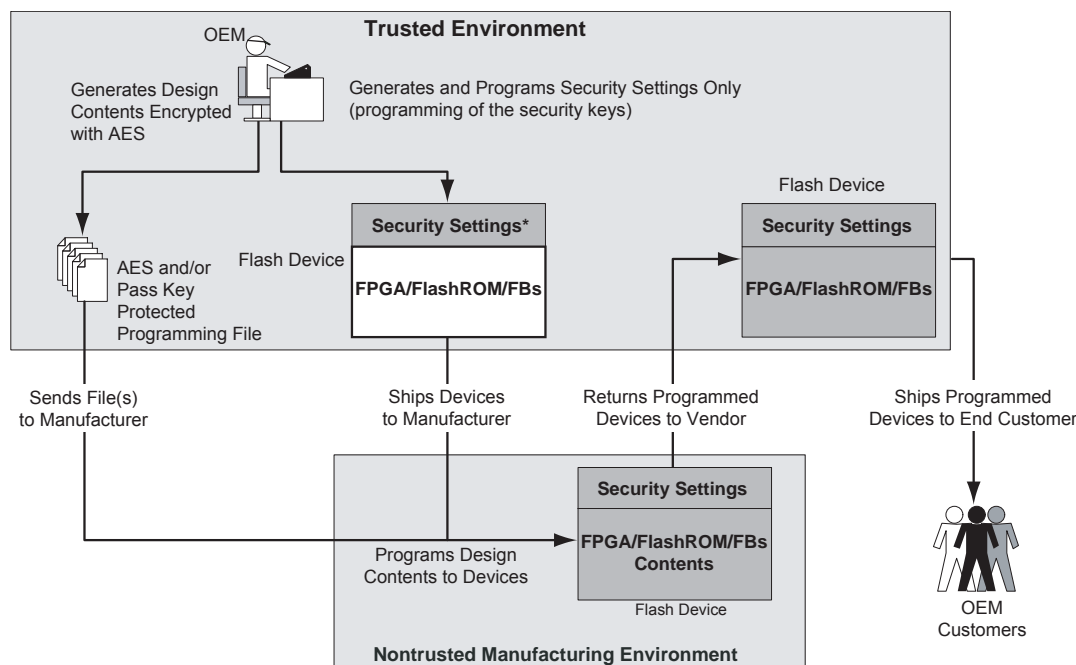 Trusted Environment
OEM
Generates Design
Contents Encrypted
with AES
Generates and Programs Security Settings Only
(programming of the security keys)
Flash Device
Security Settings*
Security Settings
Flash Device
FPGA/FlashROM/FBs
FPGA/FlashROM/FBs
AES and/or
Pass Key
Protected
Programming File
Sends File(s)
to Manufacturer
Ships Devices
to Manufacturer
Returns Programmed
Devices to Vendor
Ships Programmed
Devices to End Customer
Security Settings
FPGA/FlashROM/FBs
Contents
Programs Design
Contents to Devices
Flash Device
OEM
Customers
Nontrusted Manufacturing Environment